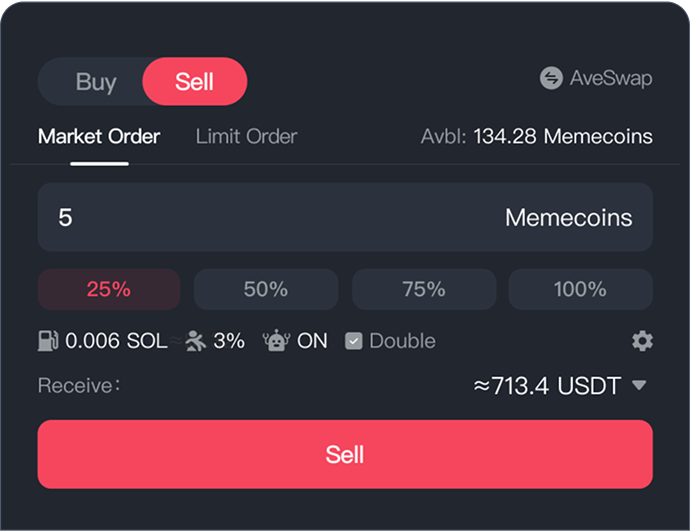 Buy Sell AveSwap
Market Order Limit Order Avbl: 134.28 Memecoins
5 Memecoins
25% 50% 75% 100%
0.006 SOL 3% ON Double
Receive: ≈713.4 USDT
Sell